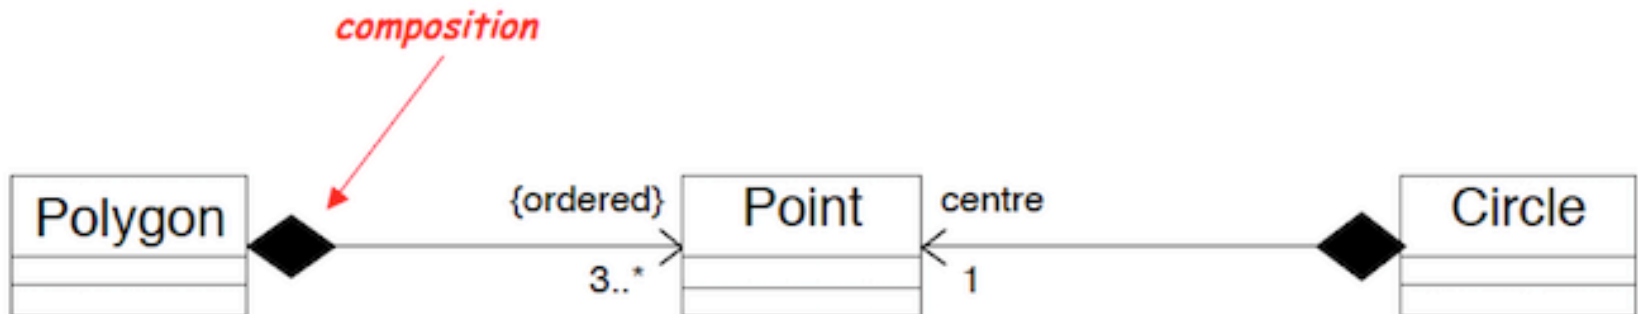 composition
Polygon
{ordered}
3..*
Point
centre
1
Circle